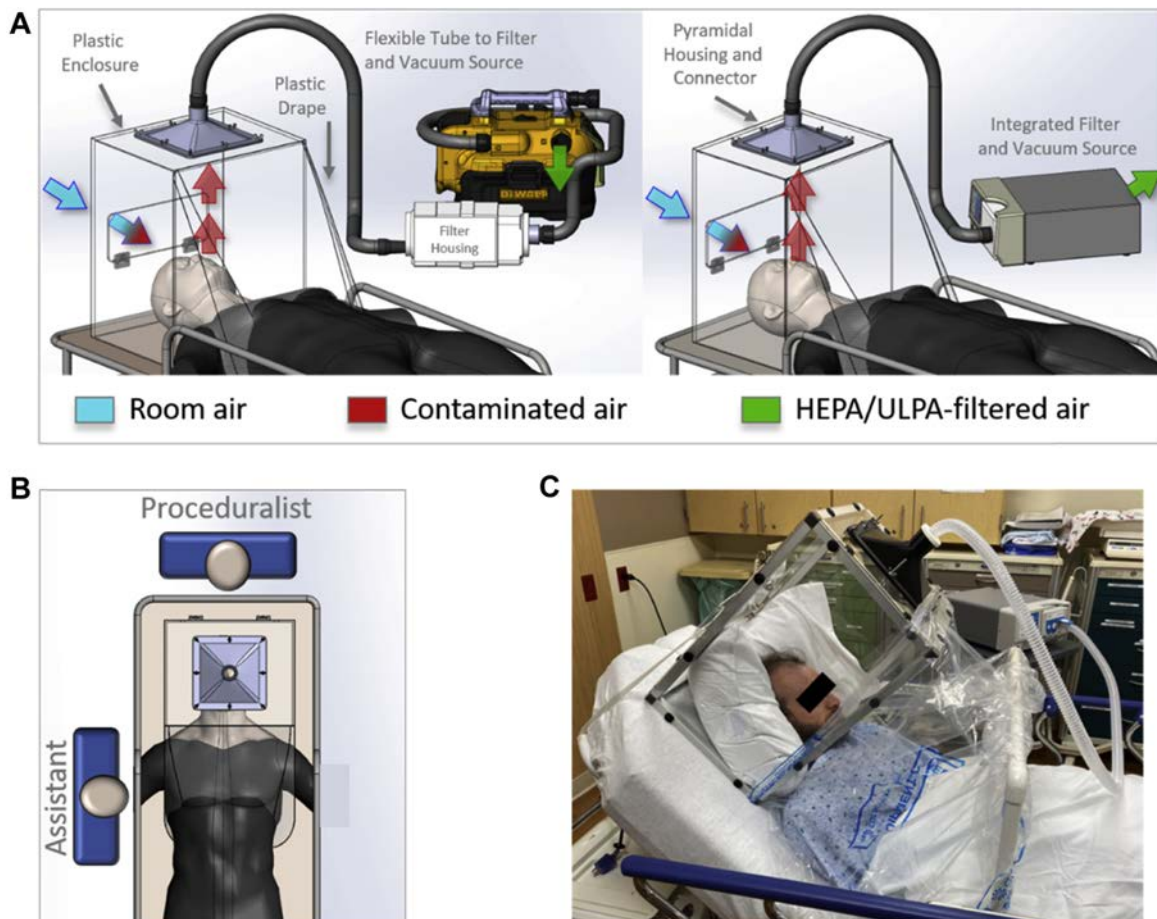 A
Plastic
Enclosure
Flexible Tube to Filter
and Vacuum Source
Plastic
Drape
DEWALT
Filter
Housing
Pyramidal
Housing and
Connector
Integrated Filter
and Vacuum Source
Room air
Contaminated air
HEPA/ULPA-filtered air
B
Proceduralist
Assistant
C